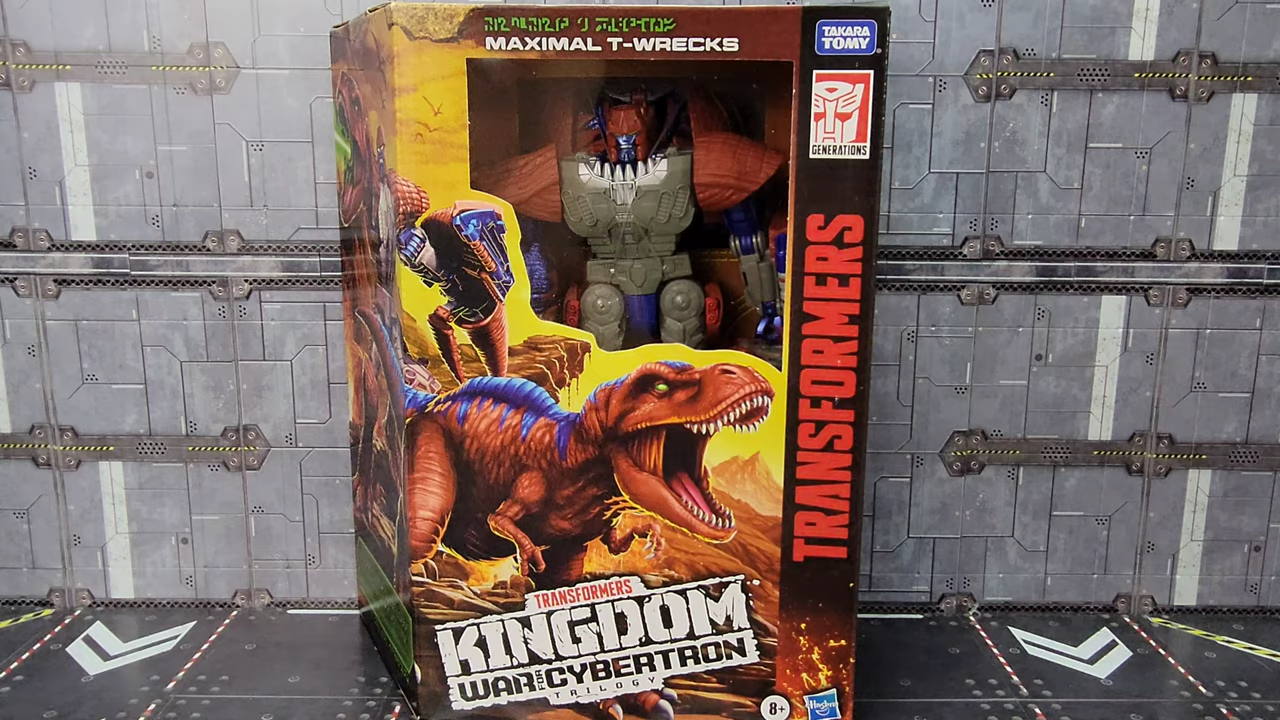 MAXIMAL T-WRECKS
TAKARA
TOMY
GENERATIONS
TRANSFORMERS
TRANSFORMERS
KINGDOM
WAR FOR CYBERTRON
TRILOGY
8+
Hasbro